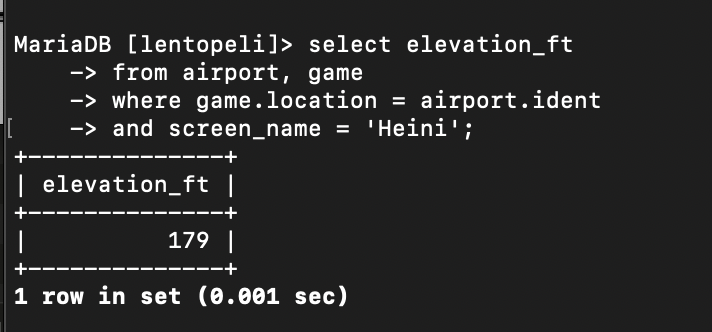 MariaDB [lentopeli]> select elevation_ft
    -> from airport, game
    -> where game.location = airport.ident
[    -> and screen_name = 'Heini';
+--------------+
| elevation_ft |
+--------------+
|          179 |
+--------------+
1 row in set (0.001 sec)